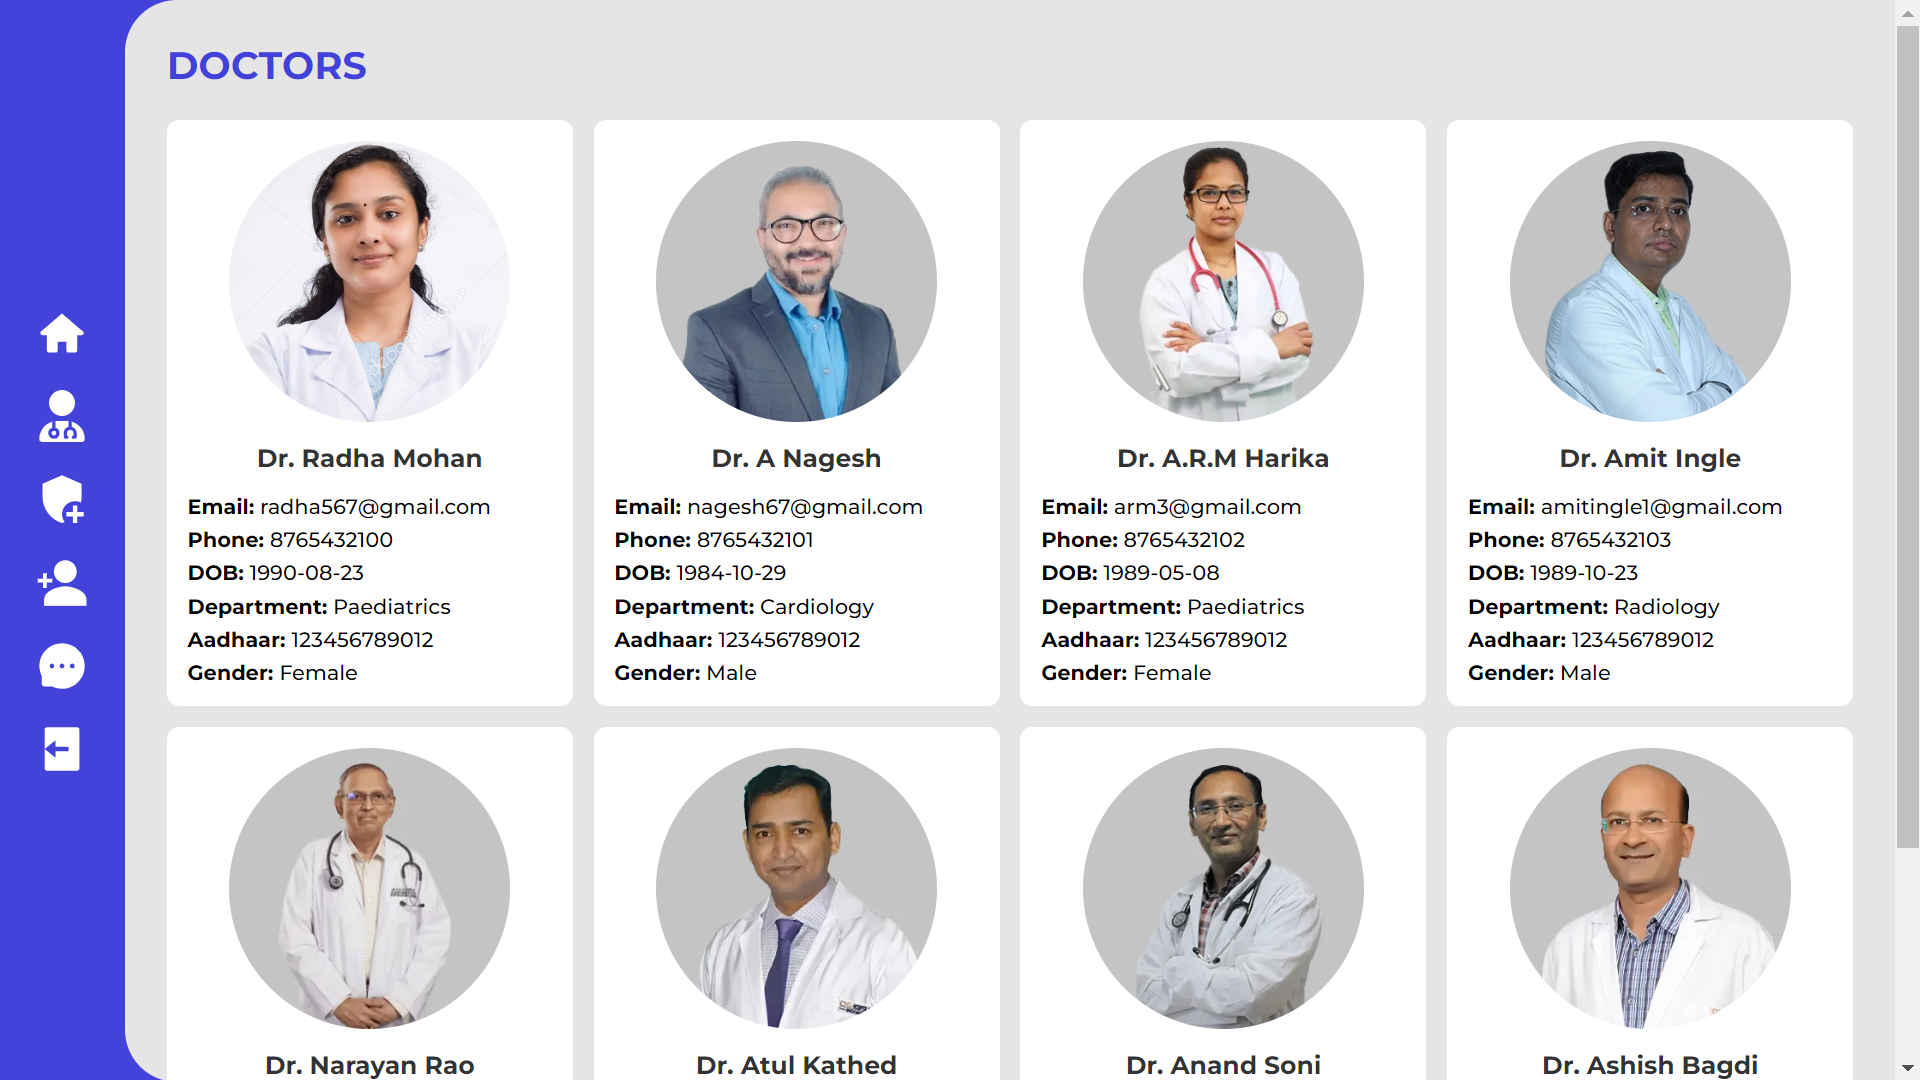 DOCTORS
Dr. Radha Mohan
Email: radha567@gmail.com
Phone: 8765432100
DOB: 1990-08-23
Department: Paediatrics
Aadhaar: 123456789012
Gender: Female
Dr. A Nagesh
Email: nagesh67@gmail.com
Phone: 8765432101
DOB: 1984-10-29
Department: Cardiology
Aadhaar: 123456789012
Gender: Male
Dr. A.R.M Harika
Email: arm3@gmail.com
Phone: 8765432102
DOB: 1989-05-08
Department: Paediatrics
Aadhaar: 123456789012
Gender: Female
Dr. Amit Ingle
Email: amitingle1@gmail.com
Phone: 8765432103
DOB: 1989-10-23
Department: Radiology
Aadhaar: 123456789012
Gender: Male
Dr. Narayan Rao
Dr. Atul Kathed
Dr. Anand Soni
Dr. Ashish Bagdi